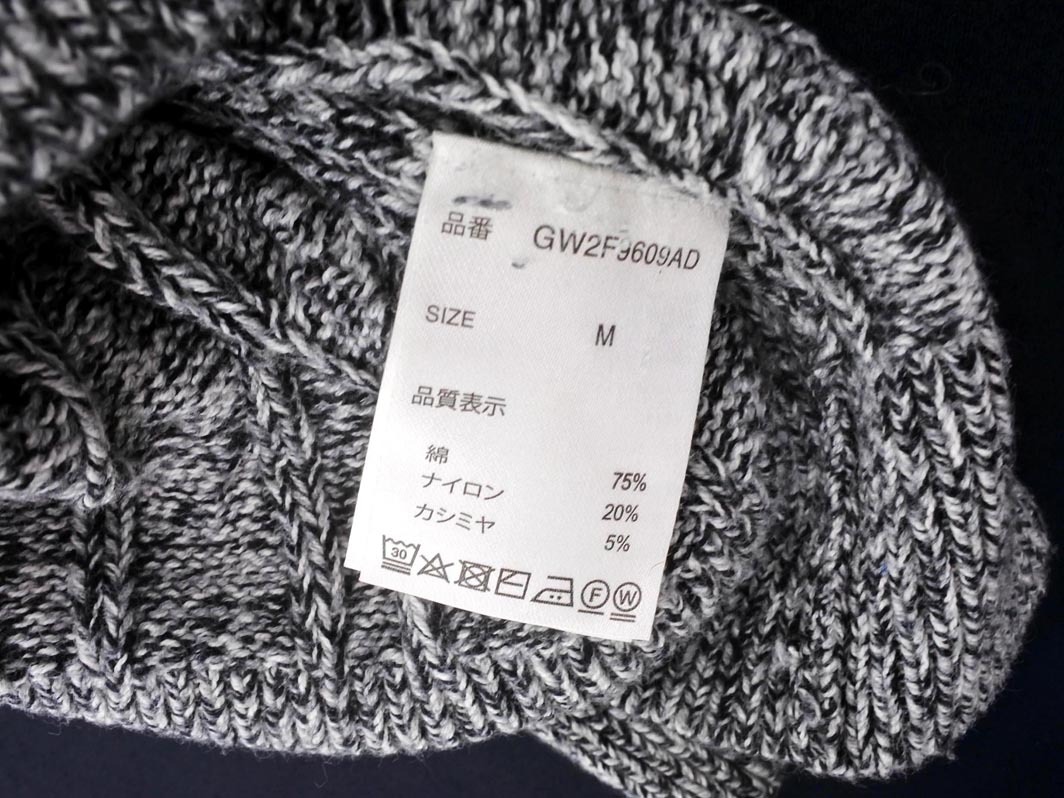 品番 GW2F9609AD
SIZE M
品質表示
綿 75%
ナイロン 20%
カシミヤ 5%
30 F W